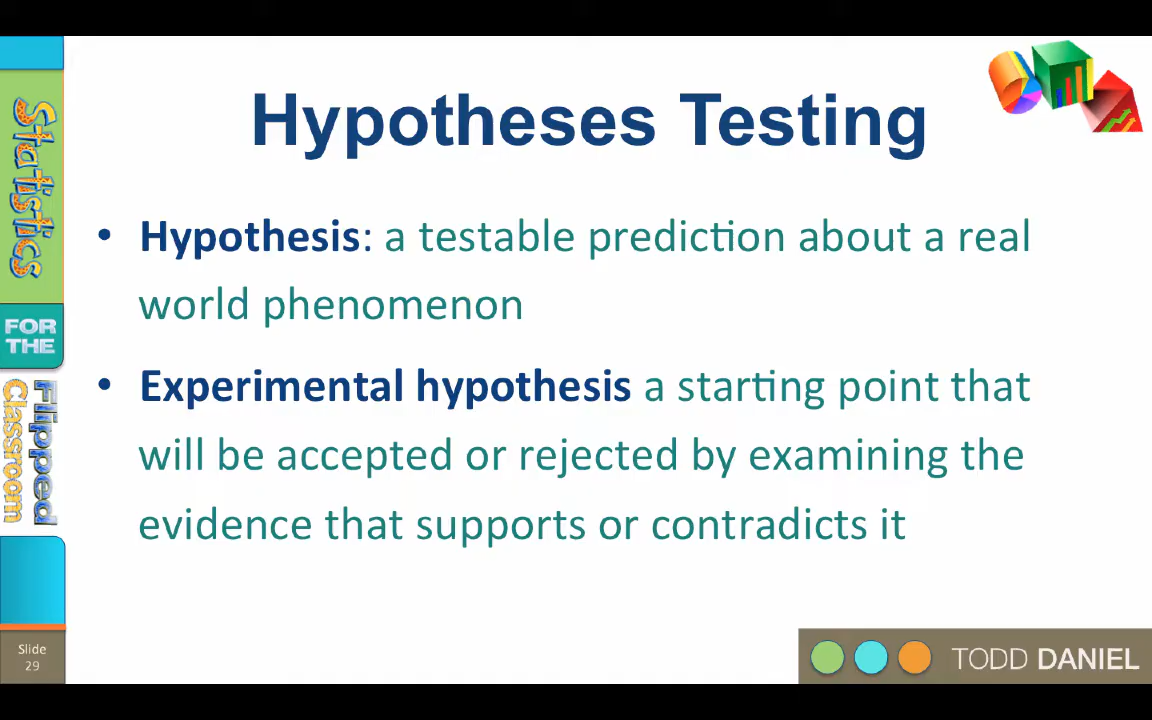 Hypotheses Testing
• Hypothesis: a testable prediction about a real
world phenomenon
• Experimental hypothesis a starting point that
will be accepted or rejected by examining the
evidence that supports or contradicts it
Statistics
FOR
THE
Flipped
Classroom
Slide
29
TODD DANIEL